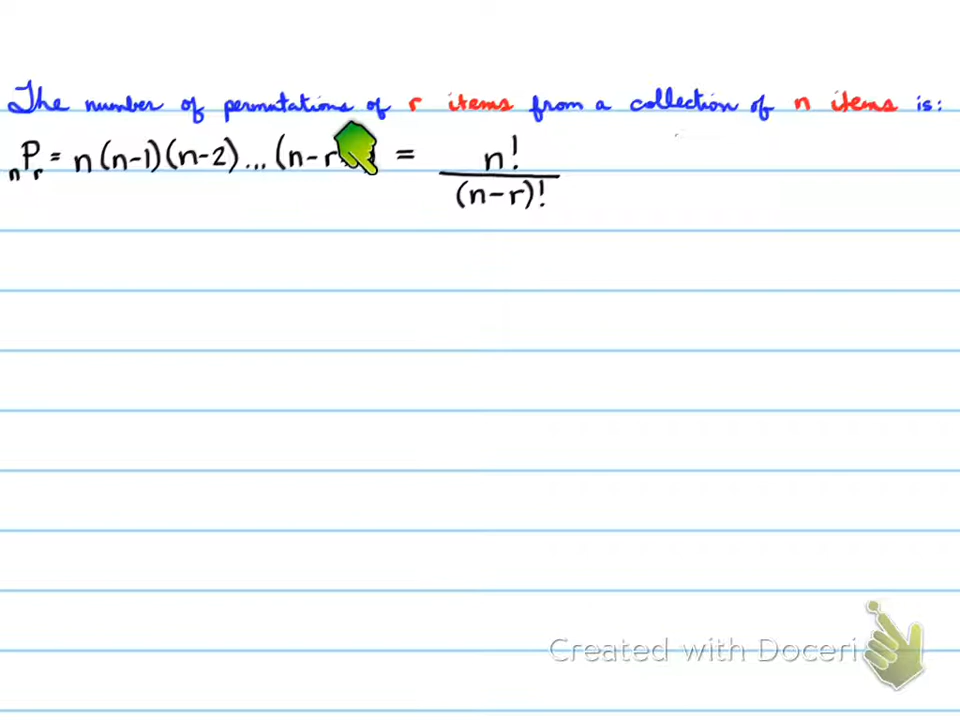 The number of permutations of r items from a collection of n items is:
nPr = n(n-1)(n-2)...(n-r = n!
(n-r)!
Created with Doceri